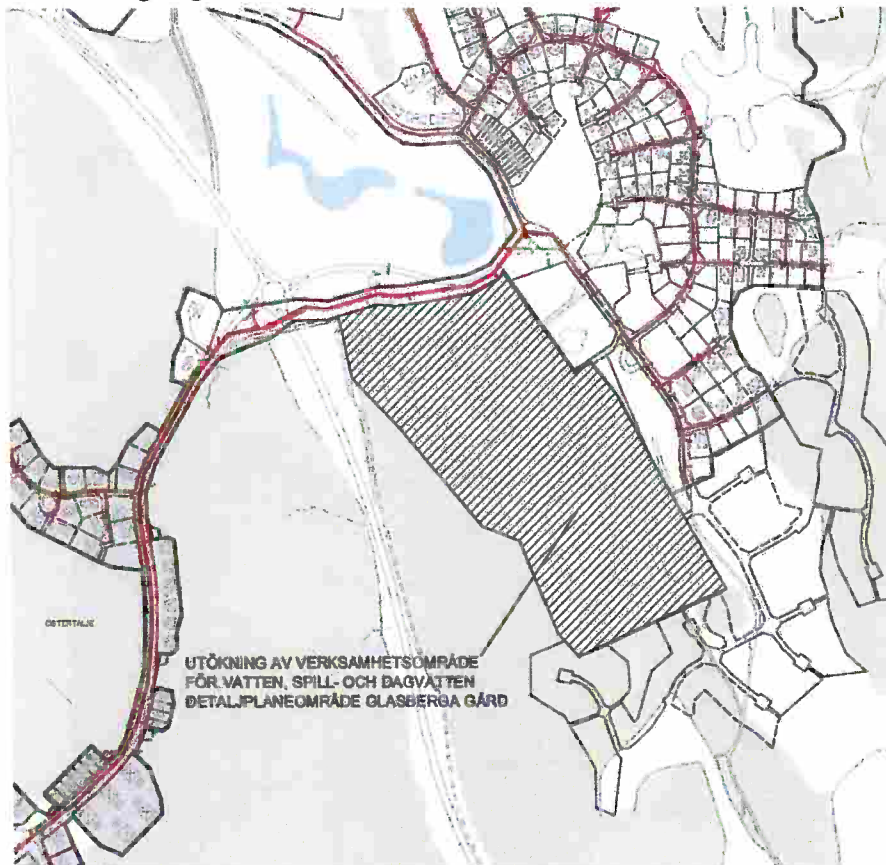 ÖSTERTÄLJE
UTÖKNING AV VERKSAMHETSOMRÅDE
FÖR VATTEN, SPILL- OCH DAGVATTEN
DETALJPLANEOMRÅDE GLASBERGA GÅRD